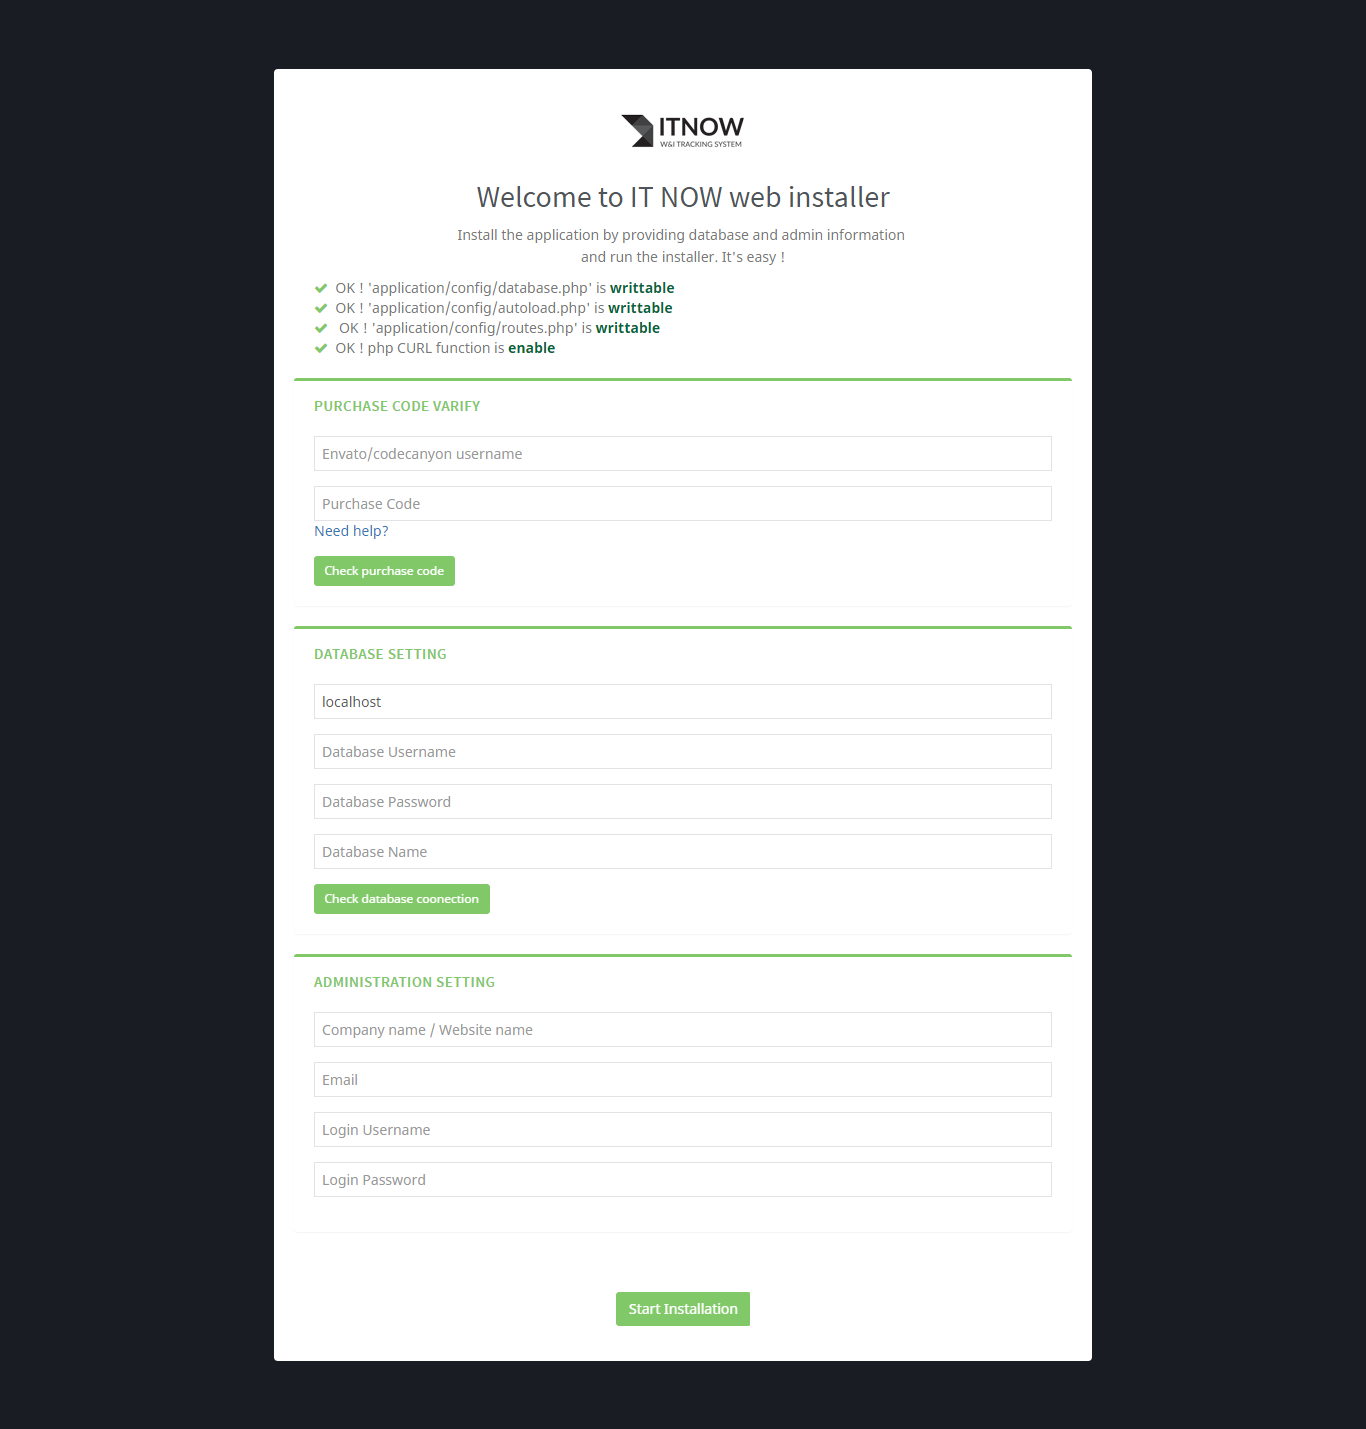 ITNOW
W&I TRACKING SYSTEM
Welcome to IT NOW web installer
Install the application by providing database and admin information
and run the installer. It's easy !
OK ! 'application/config/database.php' is writtable
OK ! 'application/config/autoload.php' is writtable
OK ! 'application/config/routes.php' is writtable
OK ! php CURL function is enable
PURCHASE CODE VARIFY
Envato/codecanyon username
Purchase Code
Need help?
Check purchase code
DATABASE SETTING
localhost
Database Username
Database Password
Database Name
Check database coonection
ADMINISTRATION SETTING
Company name / Website name
Email
Login Username
Login Password
Start Installation